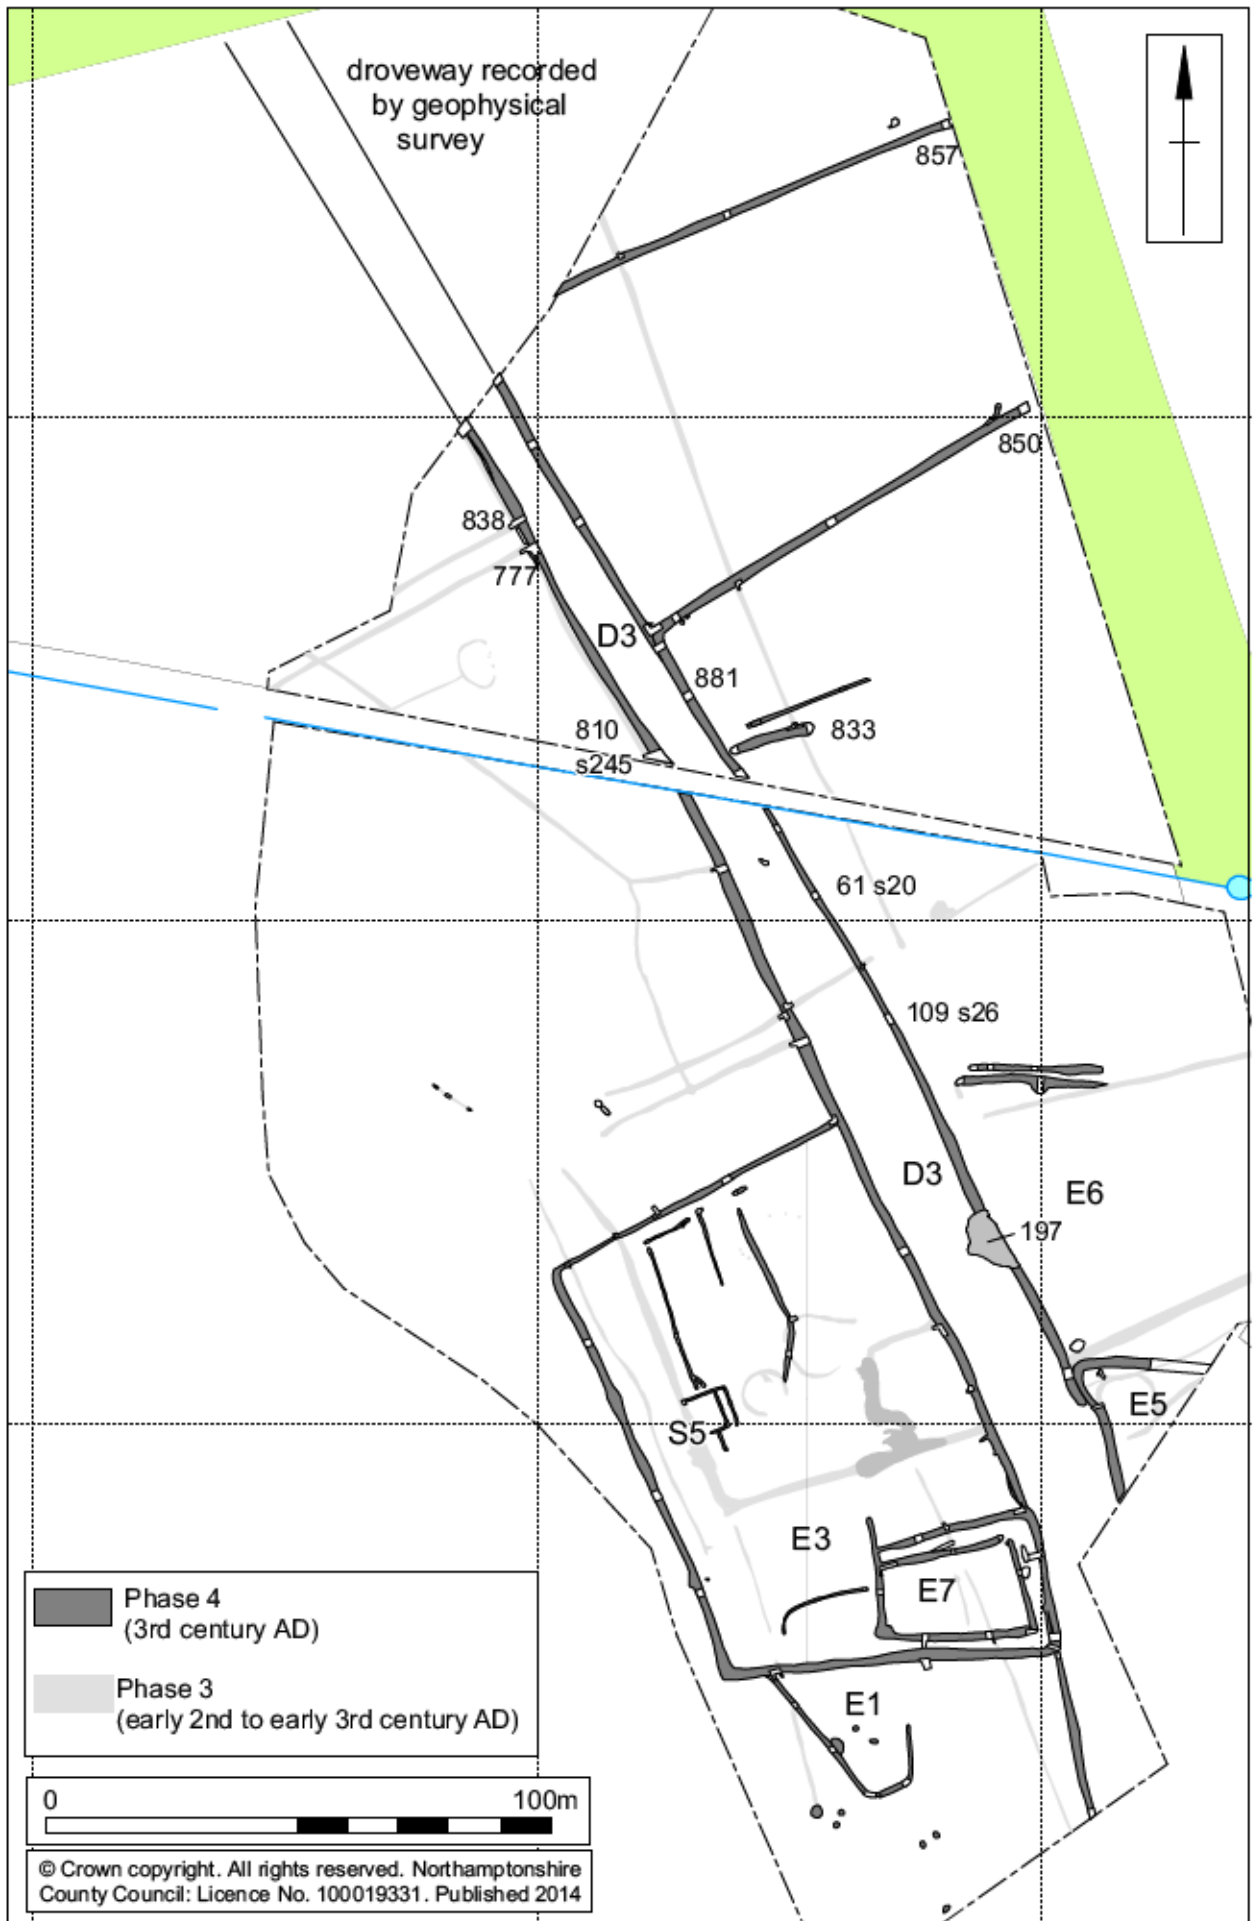 droveway recorded
by geophysical
survey
857
850
838
777
D3
881
810
833
s245
61 s20
109 s26
D3
E6
197
E5
S5
E3
E7
E1
Phase 4
(3rd century AD)
Phase 3
(early 2nd to early 3rd century AD)
0 100m
© Crown copyright. All rights reserved. Northamptonshire
County Council: Licence No. 100019331. Published 2014